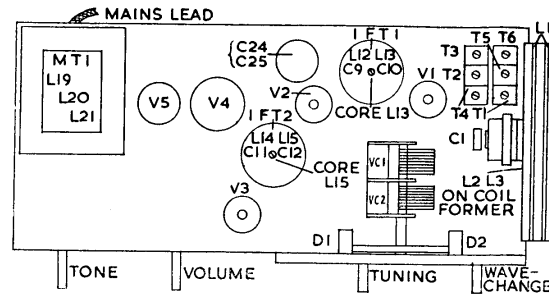 MAINS LEAD
L1
MT1
L19
L20
L21
C24
C25
IFT1
L12 L13
C9 C10
CORE L13
T5 T6
T3
T2
T4 T1
V1
V2
V5
V4
IFT2
L14 L15
C11 C12
CORE
L15
V3
VC1
VC2
C1
L2 L3
ON COIL
FORMER
D1
D2
TONE
VOLUME
TUNING
WAVE-
CHANGE